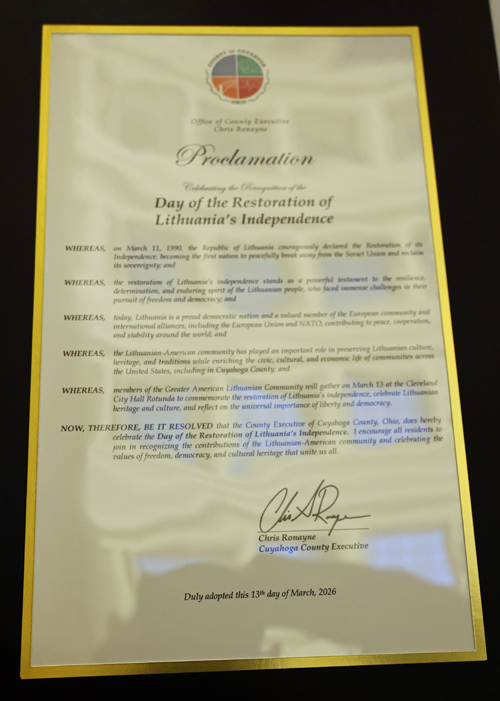 COUNTY OF CUYAHOGA
OHIO
Office of County Executive
Chris Ronayne
Proclamation
Celebrating the Recognition of the
Day of the Restoration of
Lithuania's Independence
WHEREAS, on March 11, 1990, the Republic of Lithuania courageously declared the Restoration of its
Independence, becoming the first nation to peacefully break away from the Soviet Union and reclaim
its sovereignty; and
WHEREAS, the restoration of Lithuania's independence stands as a powerful testament to the resilience,
determination, and enduring spirit of the Lithuanian people, who faced immense challenges in their
pursuit of freedom and democracy; and
WHEREAS, today, Lithuania is a proud democratic nation and a valued member of the European community and
international alliances, including the European Union and NATO, contributing to peace, cooperation,
and stability around the world; and
WHEREAS, the Lithuanian-American community has played an important role in preserving Lithuanian culture,
heritage, and traditions while enriching the civic, cultural, and economic life of communities across
the United States, including in Cuyahoga County; and
WHEREAS, members of the Greater American Lithuanian Community will gather on March 13 at the Cleveland
City Hall Rotunda to commemorate the restoration of Lithuania's independence, celebrate Lithuanian
heritage and culture, and reflect on the universal importance of liberty and democracy.
NOW, THEREFORE, BE IT RESOLVED that the County Executive of Cuyahoga County, Ohio, does hereby
celebrate the Day of the Restoration of Lithuania's Independence. I encourage all residents to
join in recognizing the contributions of the Lithuanian-American community and celebrating the
values of freedom, democracy, and cultural heritage that unite us all.
Chris Ronayne
Cuyahoga County Executive
Duly adopted this 13th day of March, 2026